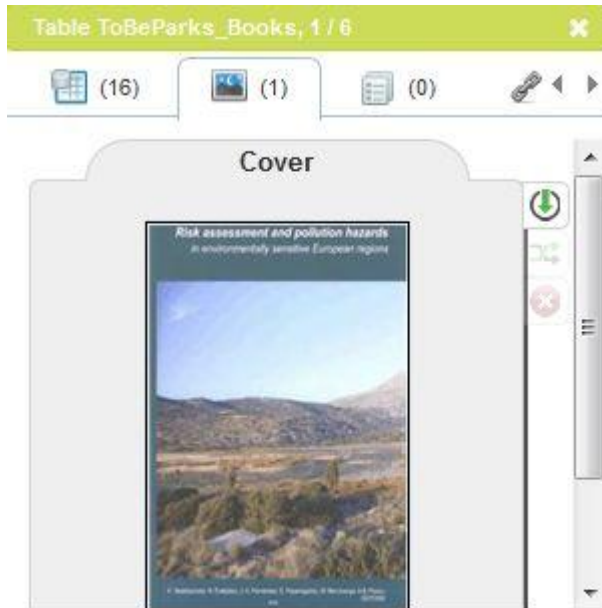 Table ToBeParks_Books, 1 / 6
(16)
(1)
(0)
Cover
Risk assessment and pollution hazards
in environmentally sensitive European regions